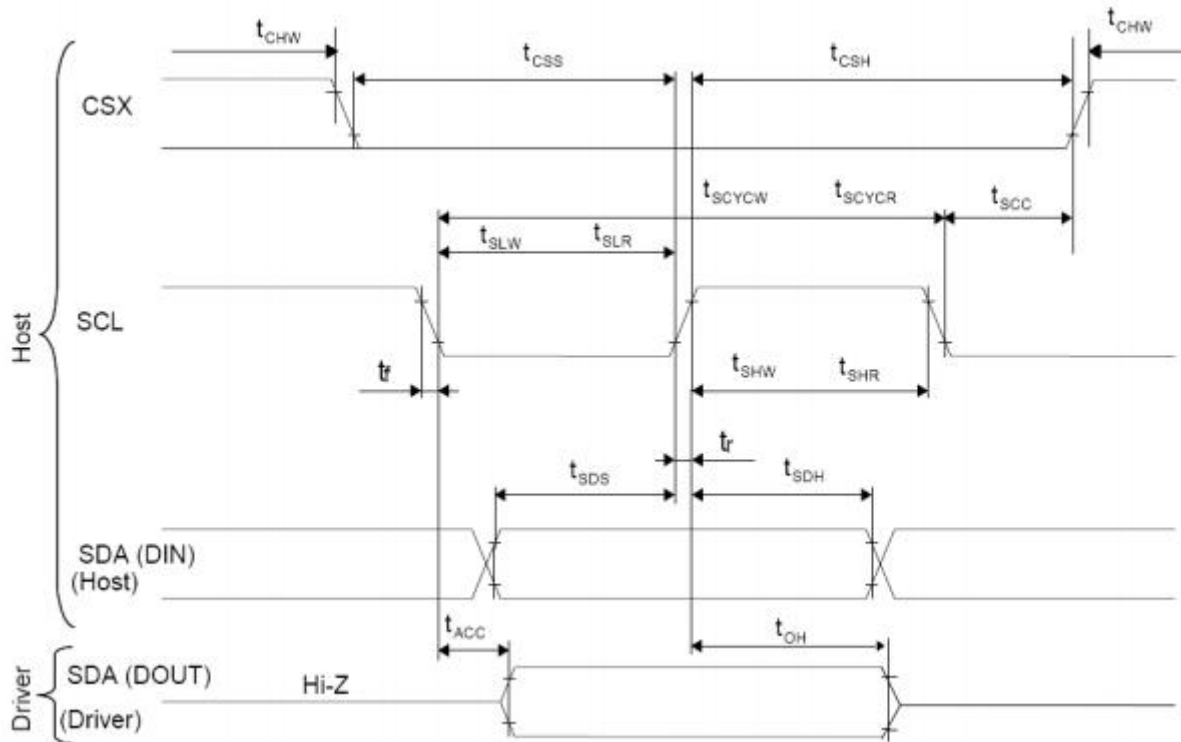 tCHW
tCHW
tCSS
tCSH
CSX
tSCYCW
tSCYCR
tSCC
tSLW
tSLR
Host
SCL
tSHW
tSHR
tf
tr
tSDS
tSDH
SDA (DIN)
(Host)
tACC
tOH
Driver
SDA (DOUT)
Hi-Z
(Driver)